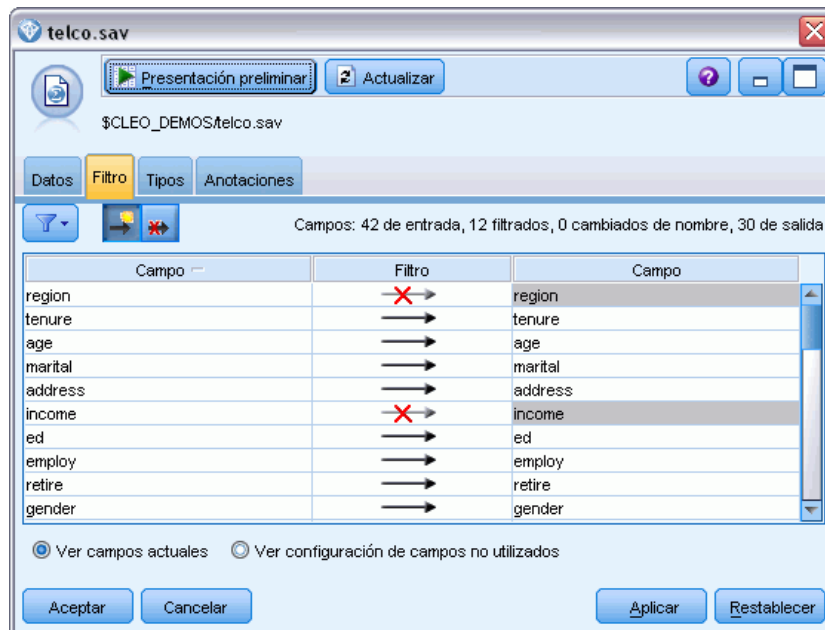 telco.sav
Presentación preliminar Actualizar
$CLEO_DEMOS/telco.sav
Datos Filtro Tipos Anotaciones
Campos: 42 de entrada, 12 filtrados, 0 cambiados de nombre, 30 de salida
Campo Filtro Campo
region region
tenure tenure
age age
marital marital
address address
income income
ed ed
employ employ
retire retire
gender gender
Ver campos actuales Ver configuración de campos no utilizados
Aceptar Cancelar Aplicar Restablecer